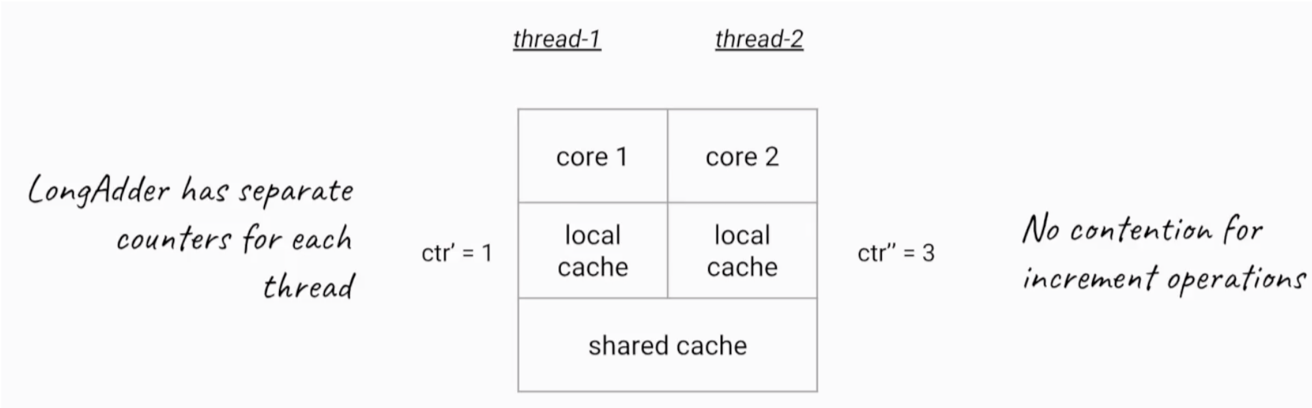 thread-1
thread-2
LongAdder has separate
counters for each
thread
ctr' = 1
core 1
core 2
local
cache
local
cache
shared cache
ctr" = 3
No contention for
increment operations